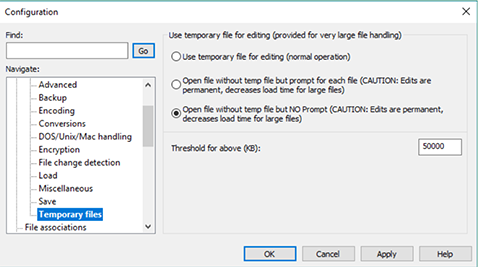 Configuration
Find:
Go
Navigate:
Advanced
Backup
Encoding
Conversions
DOS/Unix/Mac handling
Encryption
File change detection
Load
Miscellaneous
Save
Temporary files
File associations
Use temporary file for editing (provided for very large file handling)
Use temporary file for editing (normal operation)
Open file without temp file but prompt for each file (CAUTION: Edits are
permanent, decreases load time for large files)
Open file without temp file but NO Prompt (CAUTION: Edits are permanent,
decreases load time for large files)
Threshold for above (KB):
50000
OK
Cancel
Apply
Help